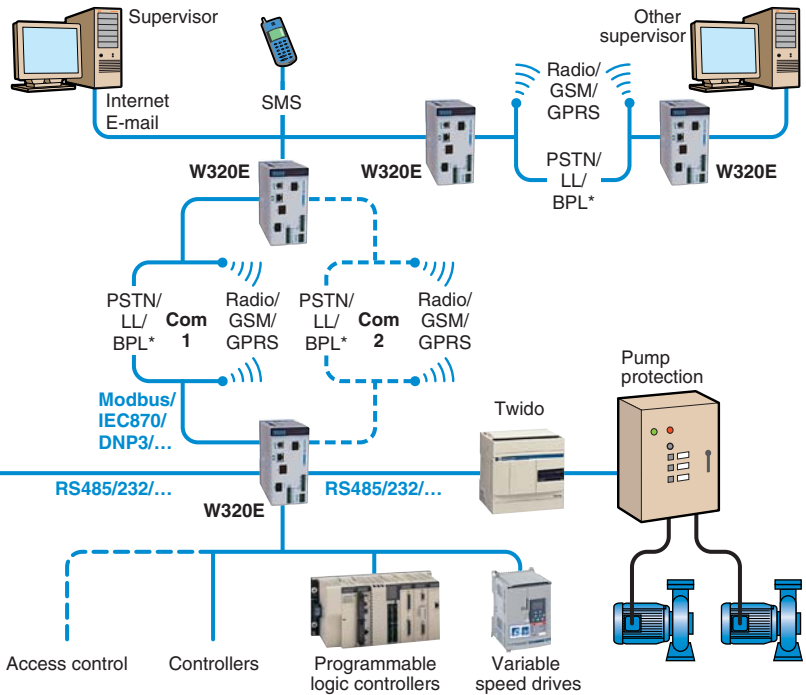 Supervisor
Other
supervisor
Internet
E-mail
SMS
Radio/
GSM/
GPRS
W320E
W320E
W320E
PSTN/
LL/
BPL*
PSTN/
LL/
BPL*
Com
1
Radio/
GSM/
GPRS
PSTN/
LL/
BPL*
Com
2
Radio/
GSM/
GPRS
Modbus/
IEC870/
DNP3/...
Pump
protection
Twido
RS485/232/...
W320E
RS485/232/...
Access control
Controllers
Programmable
logic controllers
Variable
speed drives